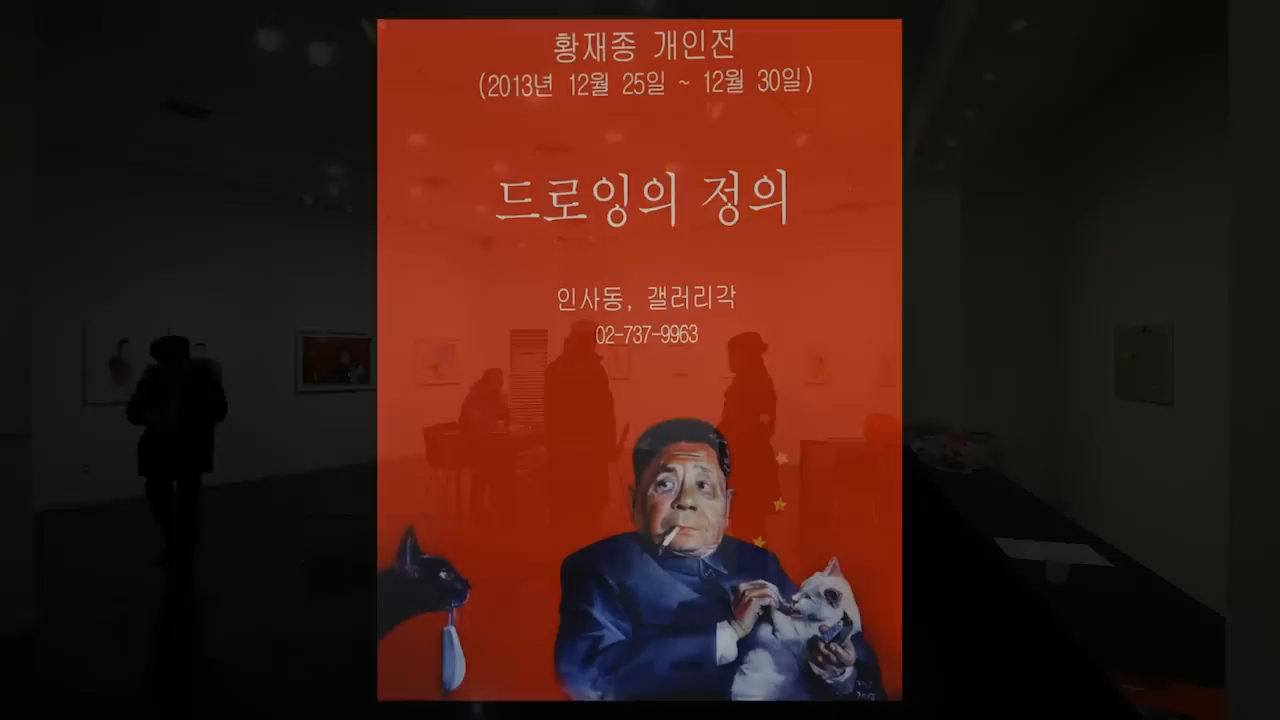 황재종 개인전
(2013년 12월 25일 ~ 12월 30일)
드로잉의 정의
인사동, 갤러리각
02-737-9963